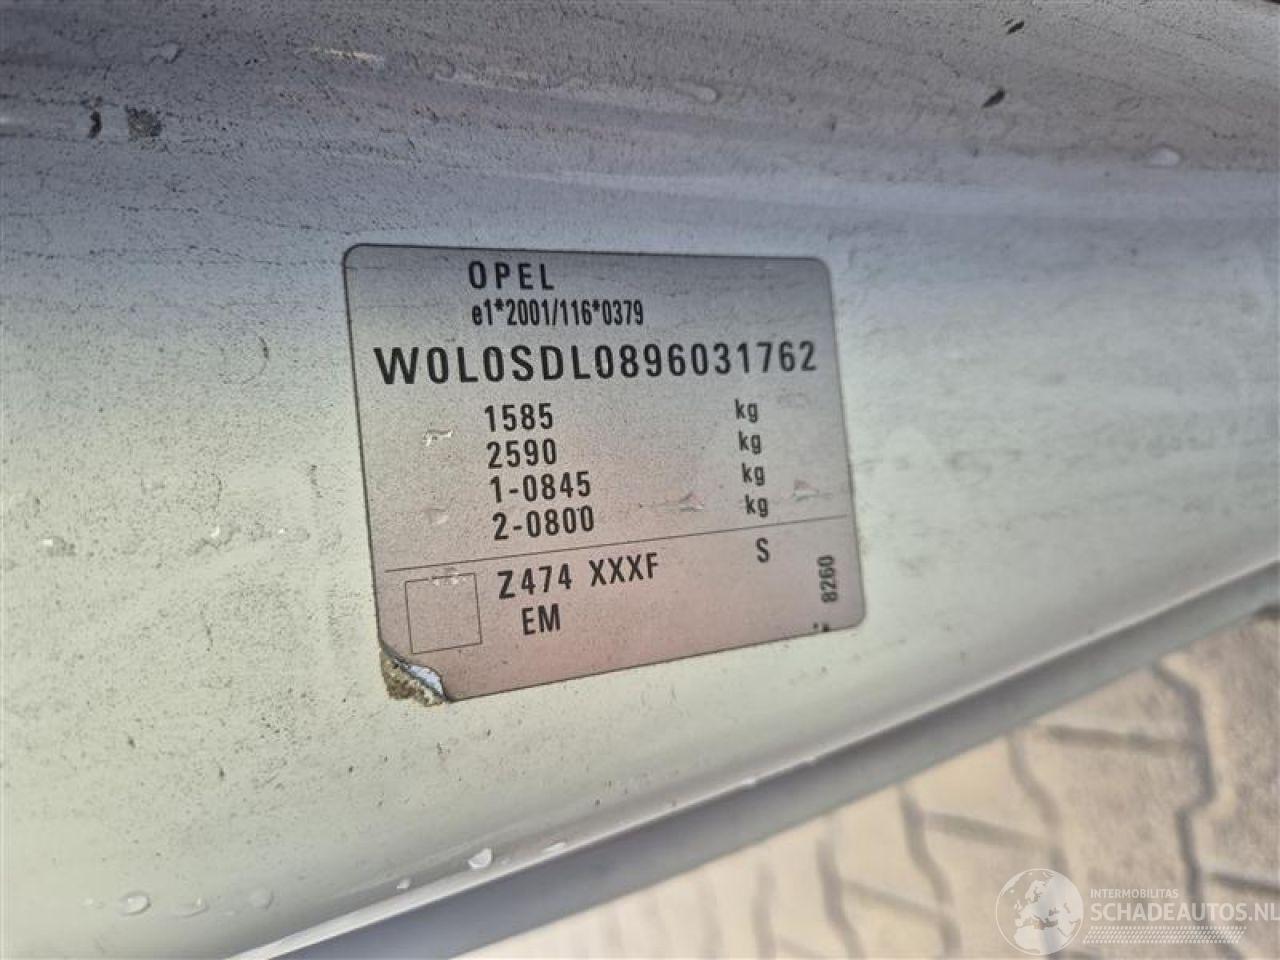 OPEL
e1*2001/116*0379
W0L0SDL0896031762
1585 kg
2590 kg
1-0845 kg
2-0800 kg
Z474 XXXF S
EM
8260
INTERMOBILITAS
SCHADEAUTOS.NL